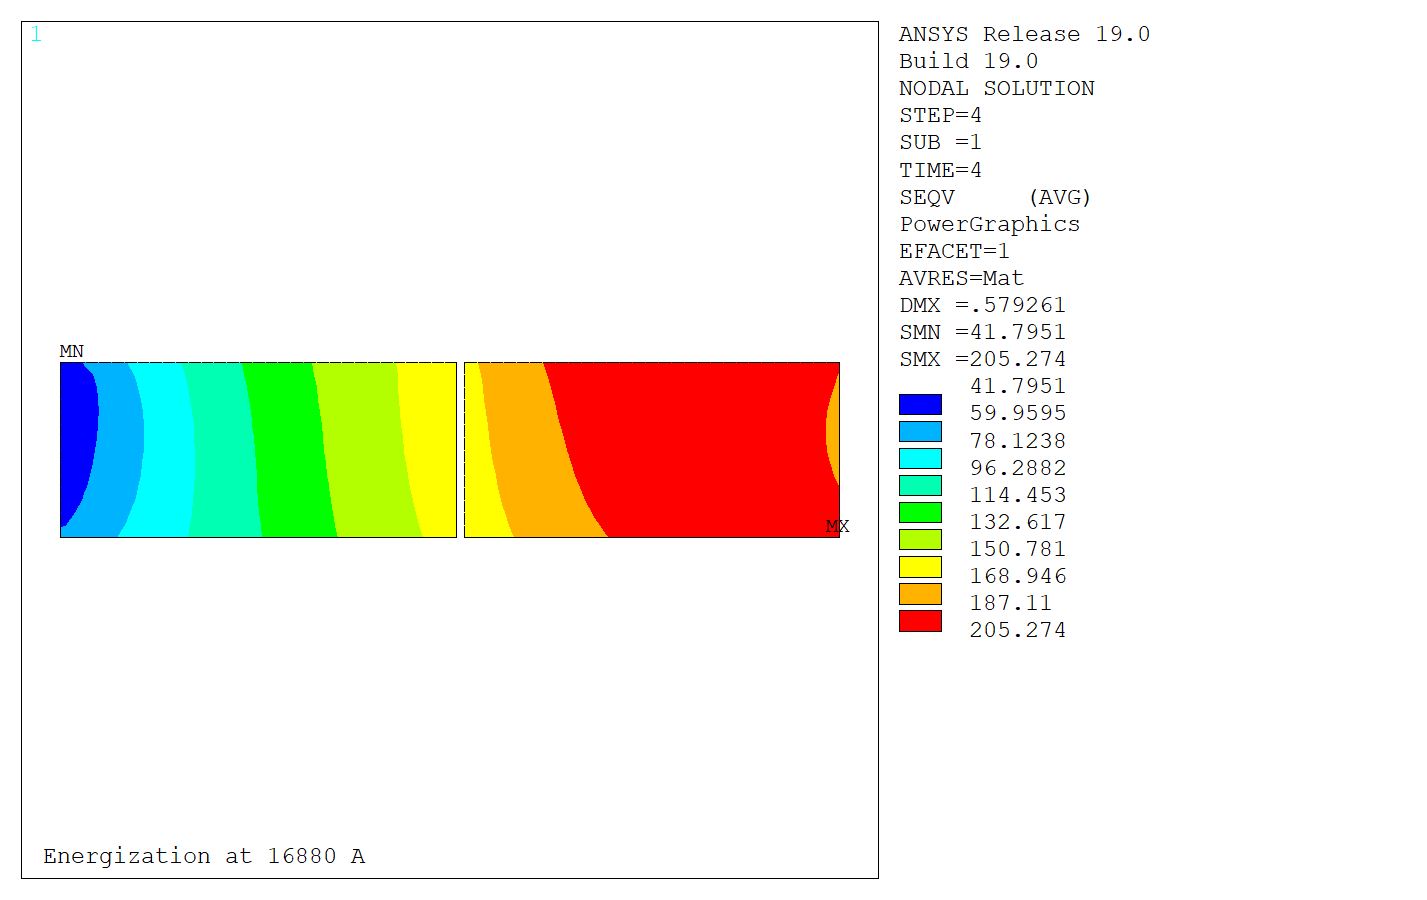 1
ANSYS Release 19.0
Build 19.0
NODAL SOLUTION
STEP=4
SUB =1
TIME=4
SEQV     (AVG)
PowerGraphics
EFACET=1
AVRES=Mat
DMX =.579261
SMN =41.7951
SMX =205.274
41.7951
59.9595
78.1238
96.2882
114.453
132.617
150.781
168.946
187.11
205.274
MN
MX
Energization at 16880 A